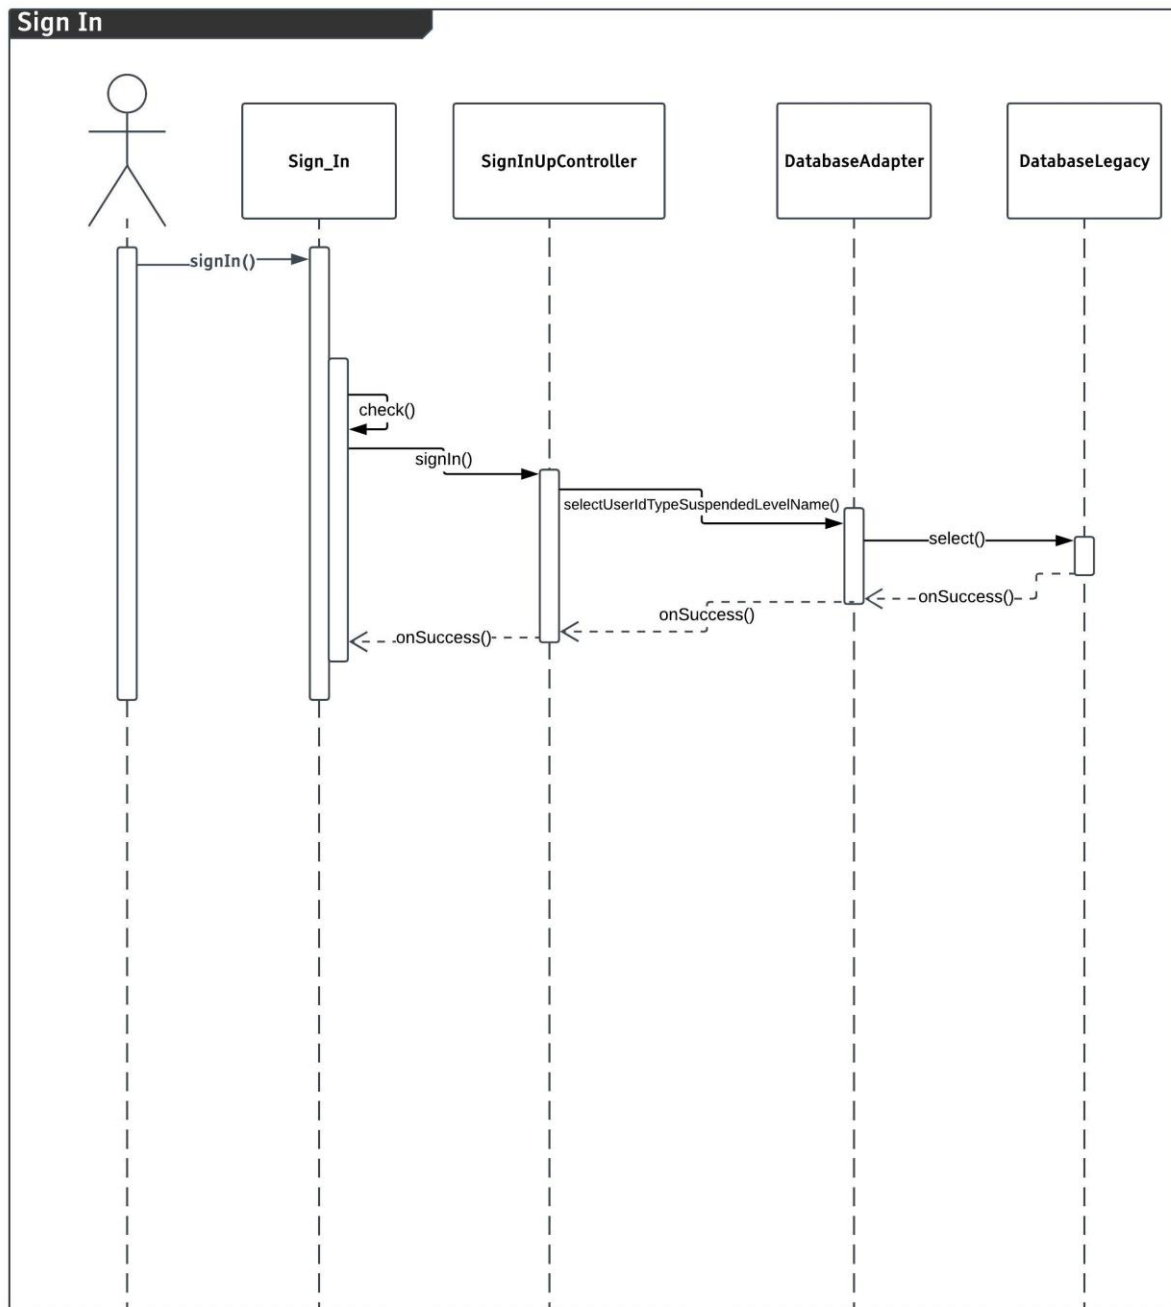 Sign In
Sign_In
SignInUpController
DatabaseAdapter
DatabaseLegacy
signIn()
check()
signIn()
selectUserIdTypeSuspendedLevelName()
select()
onSuccess()
onSuccess()
onSuccess()